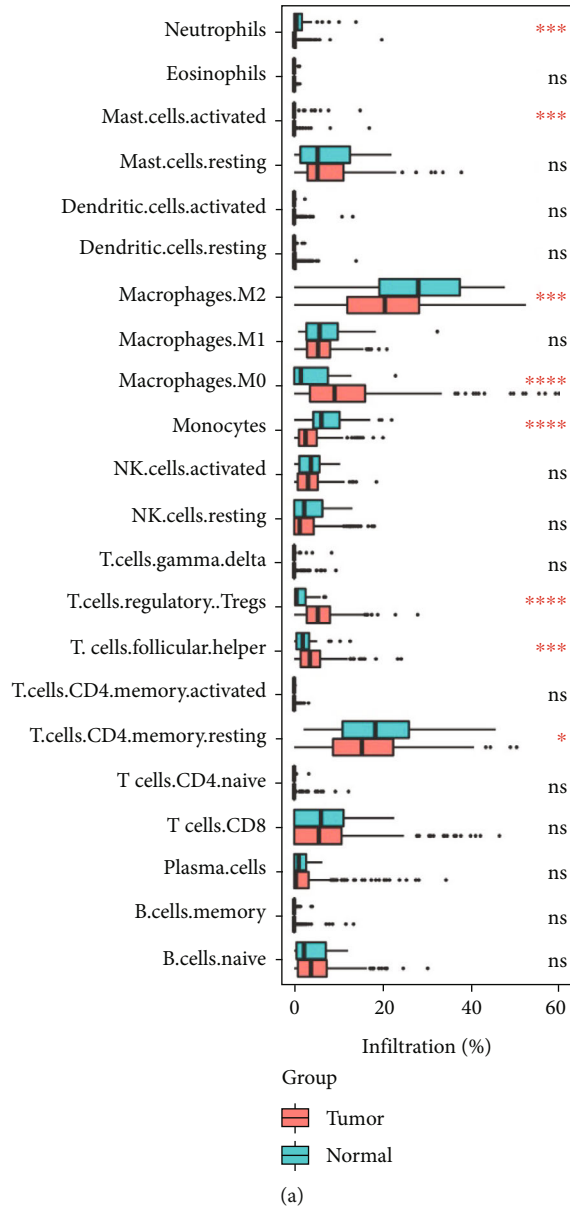 Neutrophils ***
Eosinophils ns
Mast.cells.activated ***
Mast.cells.resting ns
Dendritic.cells.activated ns
Dendritic.cells.resting ns
Macrophages.M2 ***
Macrophages.M1 ns
Macrophages.M0 ****
Monocytes ****
NK.cells.activated ns
NK.cells.resting ns
T.cells.gamma.delta ns
T.cells.regulatory..Tregs ****
T. cells.follicular.helper ***
T.cells.CD4.memory.activated ns
T.cells.CD4.memory.resting *
T cells.CD4.naive ns
T cells.CD8 ns
Plasma.cells ns
B.cells.memory ns
B.cells.naive ns
0 20 40 60
Infiltration (%)
Group
Tumor
Normal
(a)